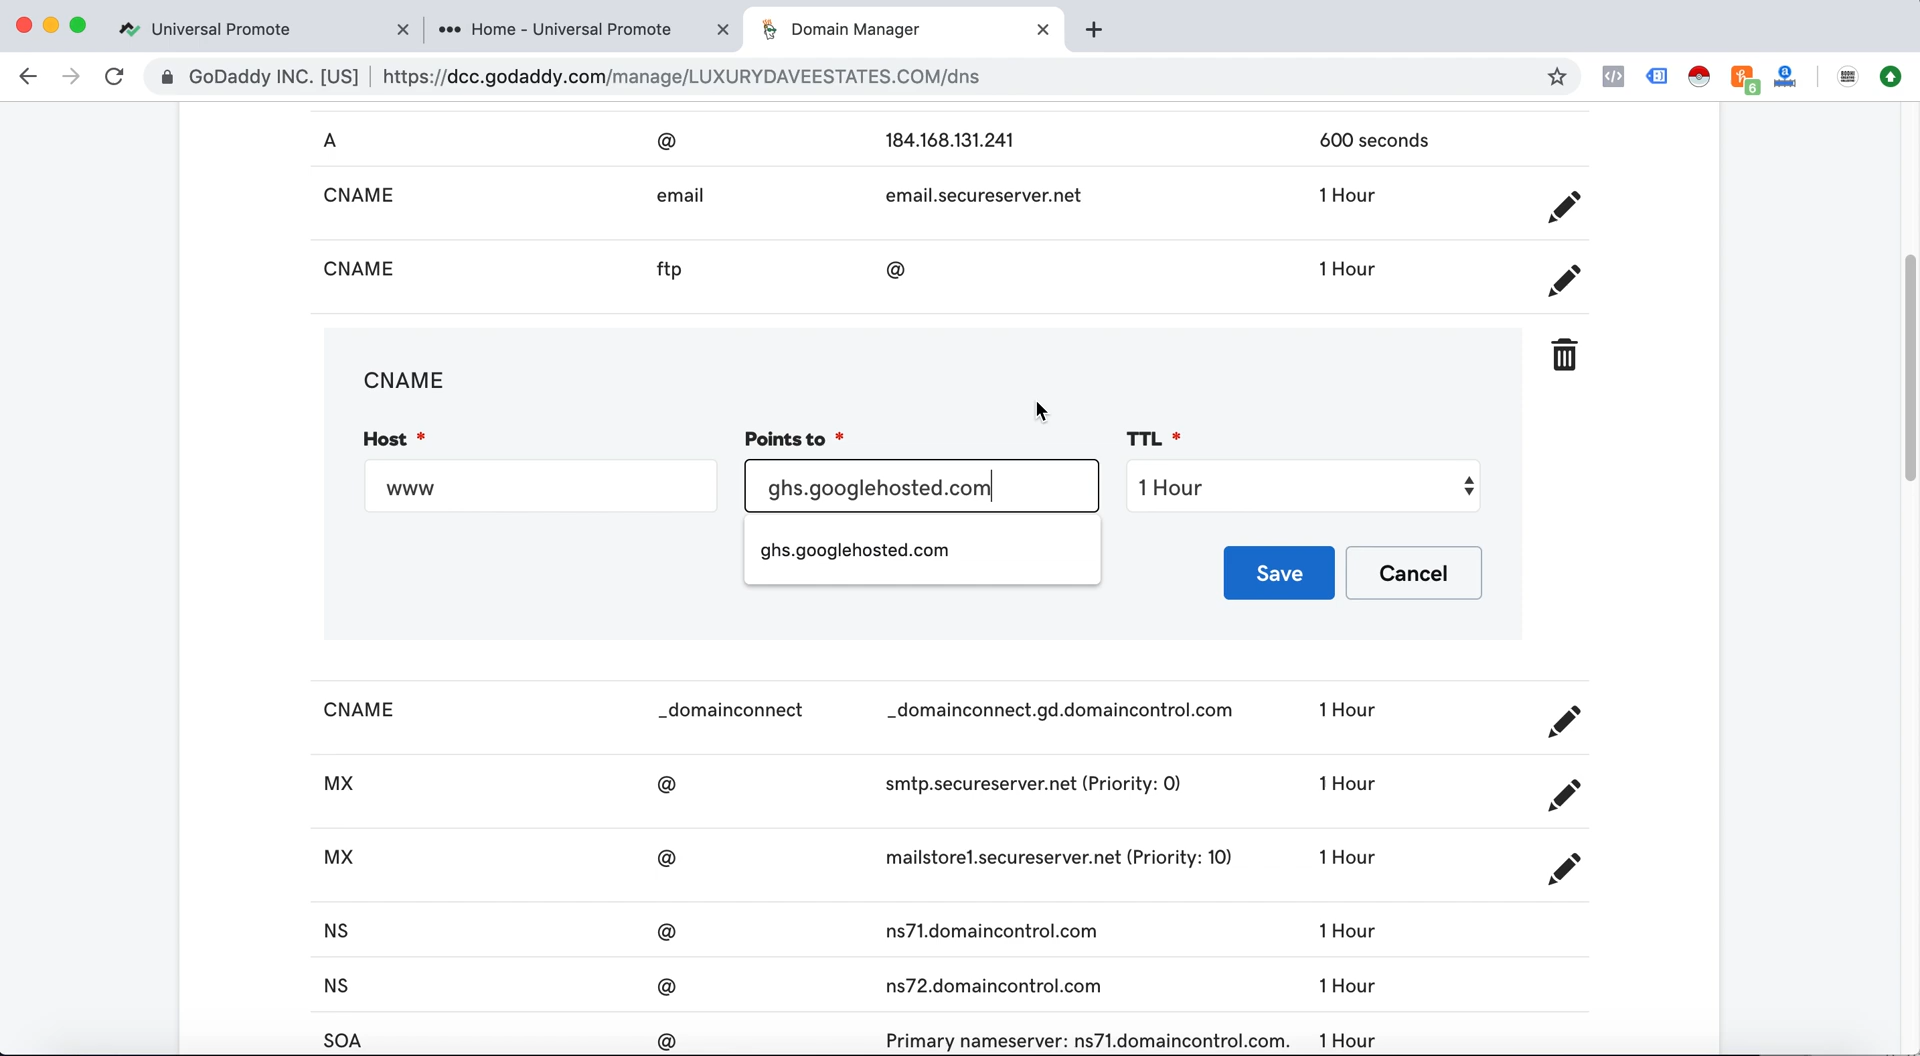 Universal Promote
Home - Universal Promote
Domain Manager
GoDaddy INC. [US] https://dcc.godaddy.com/manage/LUXURYDAVEESTATES.COM/dns
6
A @ 184.168.131.241 600 seconds
CNAME email email.secureserver.net 1 Hour
CNAME ftp @ 1 Hour
CNAME
Host * Points to * TTL *
www ghs.googlehosted.com 1 Hour
ghs.googlehosted.com
Save Cancel
CNAME _domainconnect _domainconnect.gd.domaincontrol.com 1 Hour
MX @ smtp.secureserver.net (Priority: 0) 1 Hour
MX @ mailstore1.secureserver.net (Priority: 10) 1 Hour
NS @ ns71.domaincontrol.com 1 Hour
NS @ ns72.domaincontrol.com 1 Hour
SOA @ Primary nameserver: ns71.domaincontrol.com. 1 Hour